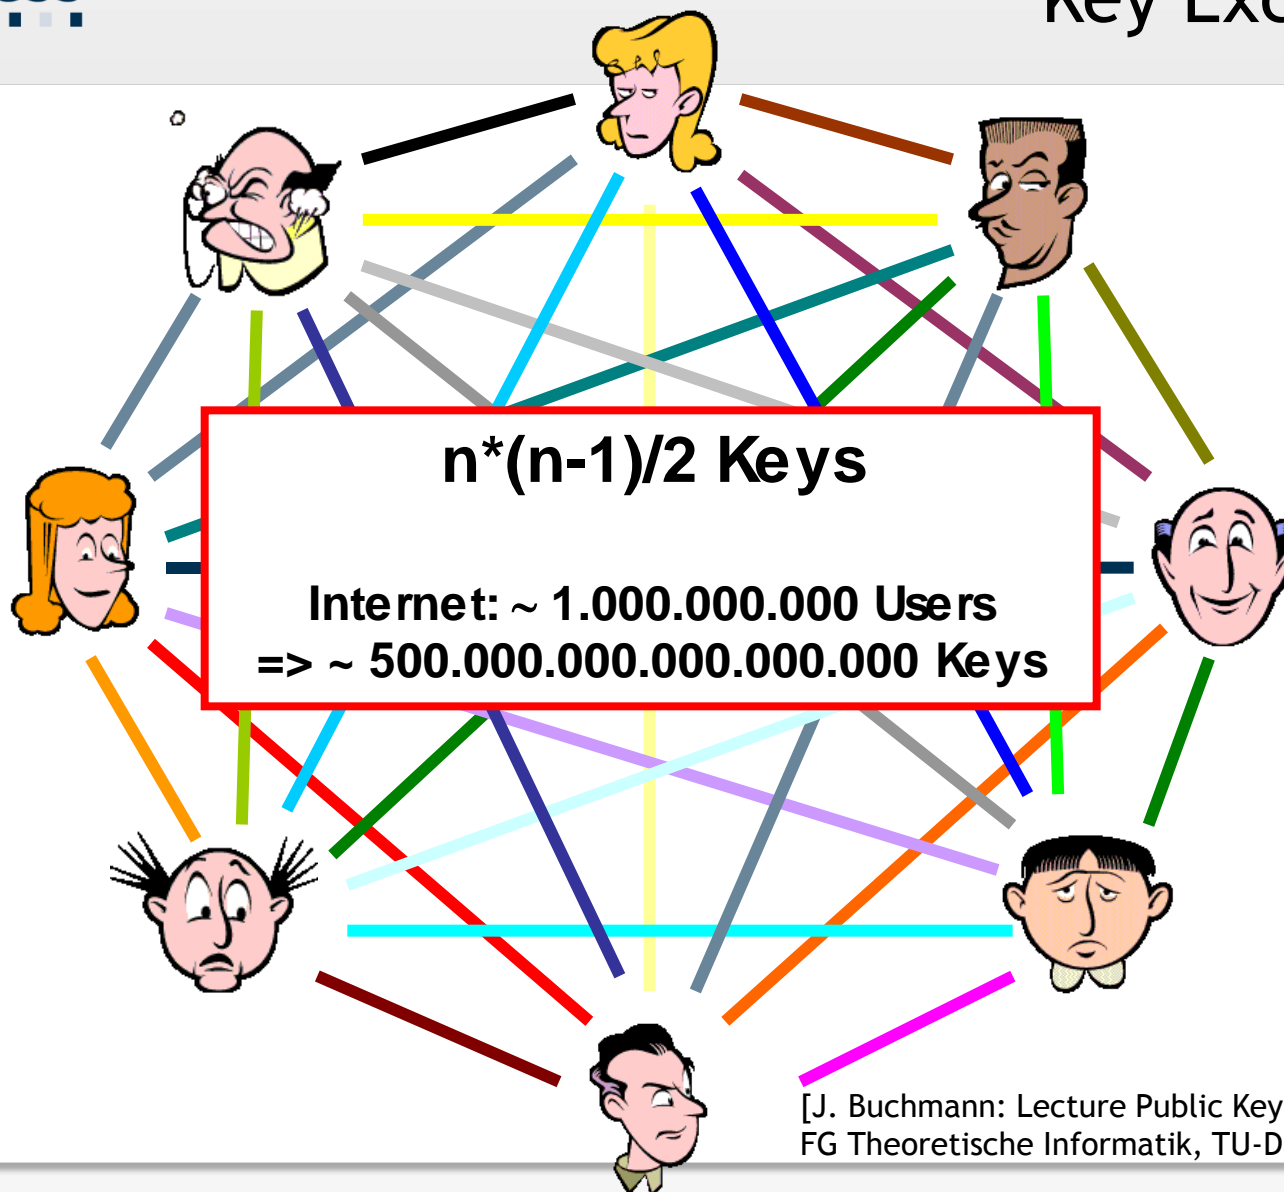 Key
n*(n-1)/2 Keys
Internet: ~ 1.000.000.000 Users
=> ~ 500.000.000.000.000.000 Keys
[J. Buchmann: Lecture Public Key
FG Theoretische Informatik, TU-D